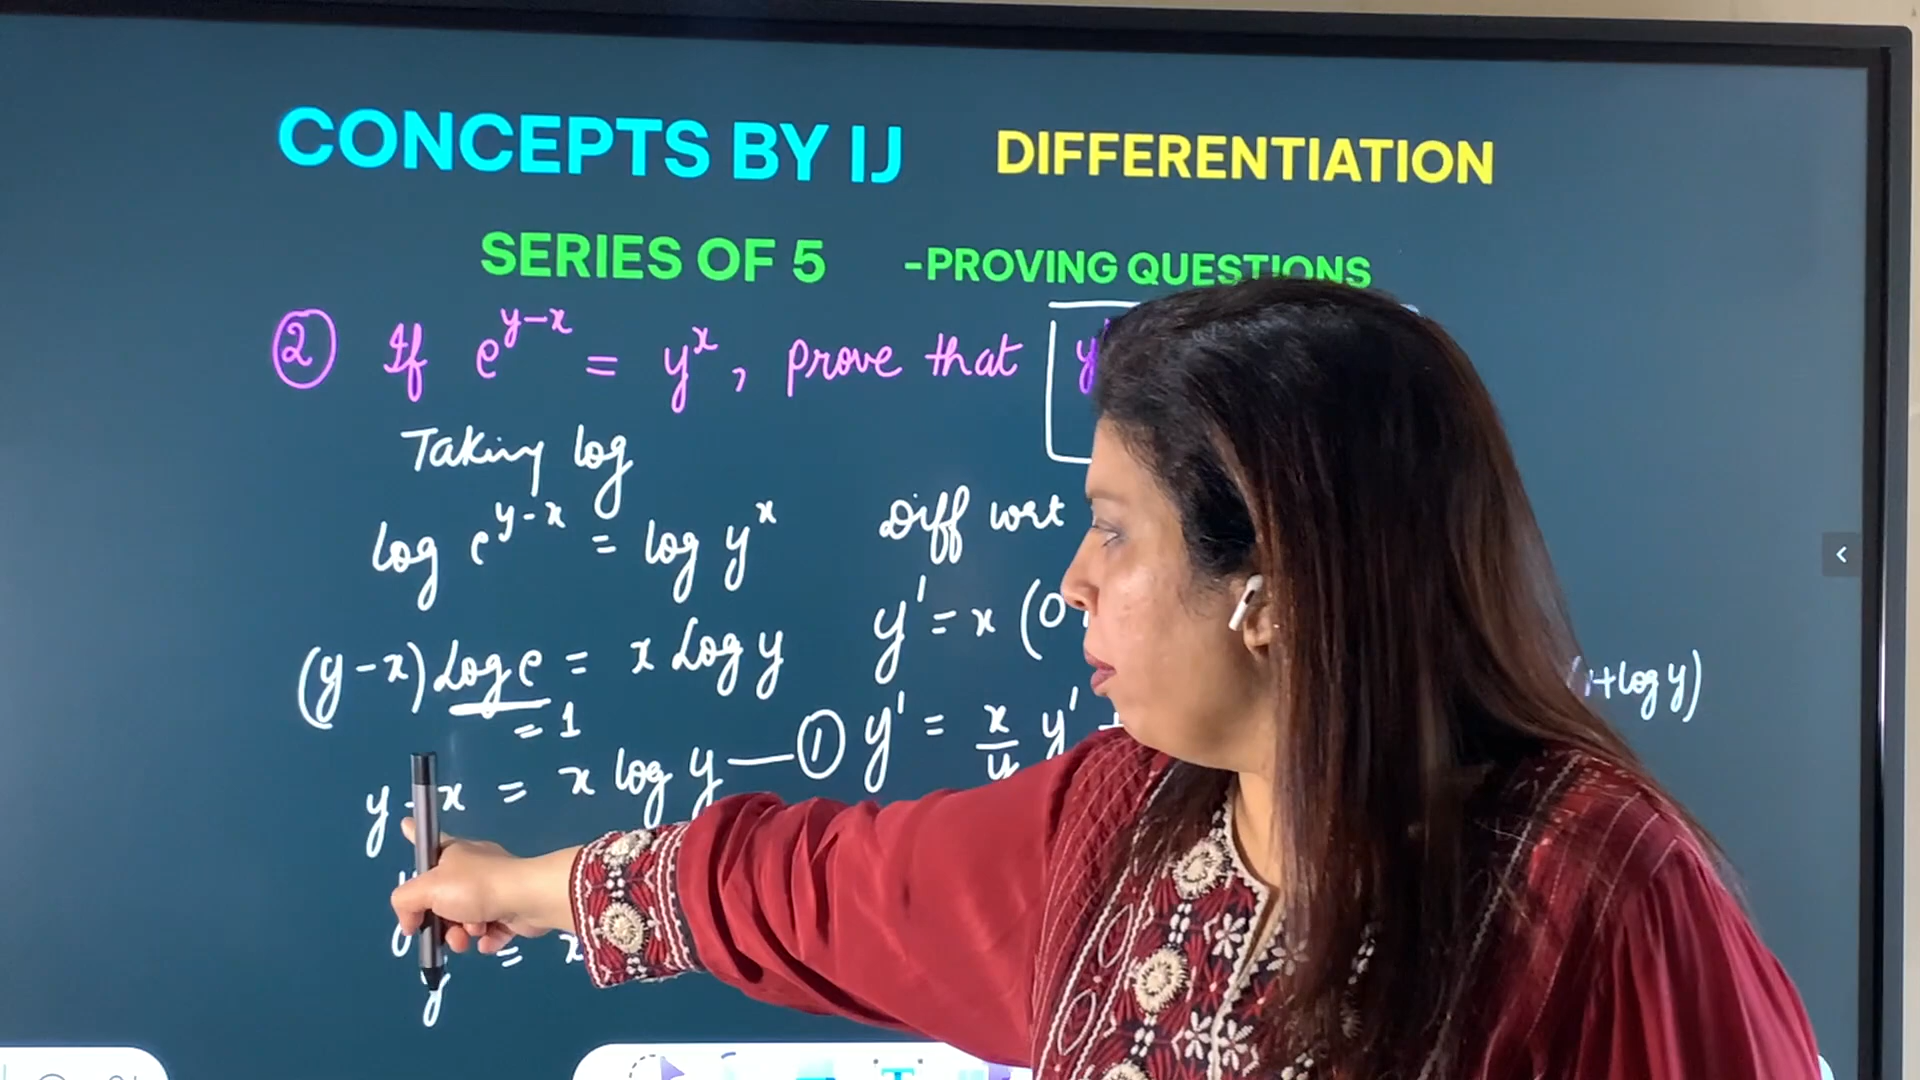 CONCEPTS BY IJ DIFFERENTIATION
SERIES OF 5 -PROVING QUESTIONS
② If e^{y-x} = y^x, prove that
Taking log
log e^{y-x} = log y^x
(y-x) Log e = x Log y
= 1
y - x = x log y — ①
y
= x
Diff wrt
y' = x (0
y' = x/y y' +
(1+log y)